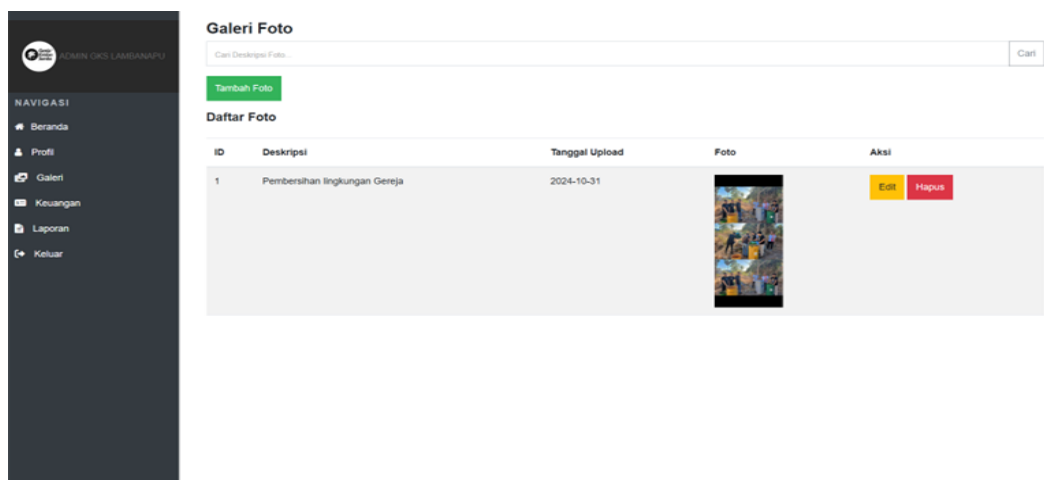 ADMIN GKS LAMBANAPU
NAVIGASI
Beranda
Profil
Galeri
Keuangan
Laporan
Keluar
Galeri Foto
Cari Deskripsi Foto...
Cari
Tambah Foto
Daftar Foto
ID Deskripsi Tanggal Upload Foto Aksi
1 Pembersihan lingkungan Gereja 2024-10-31 Edit Hapus